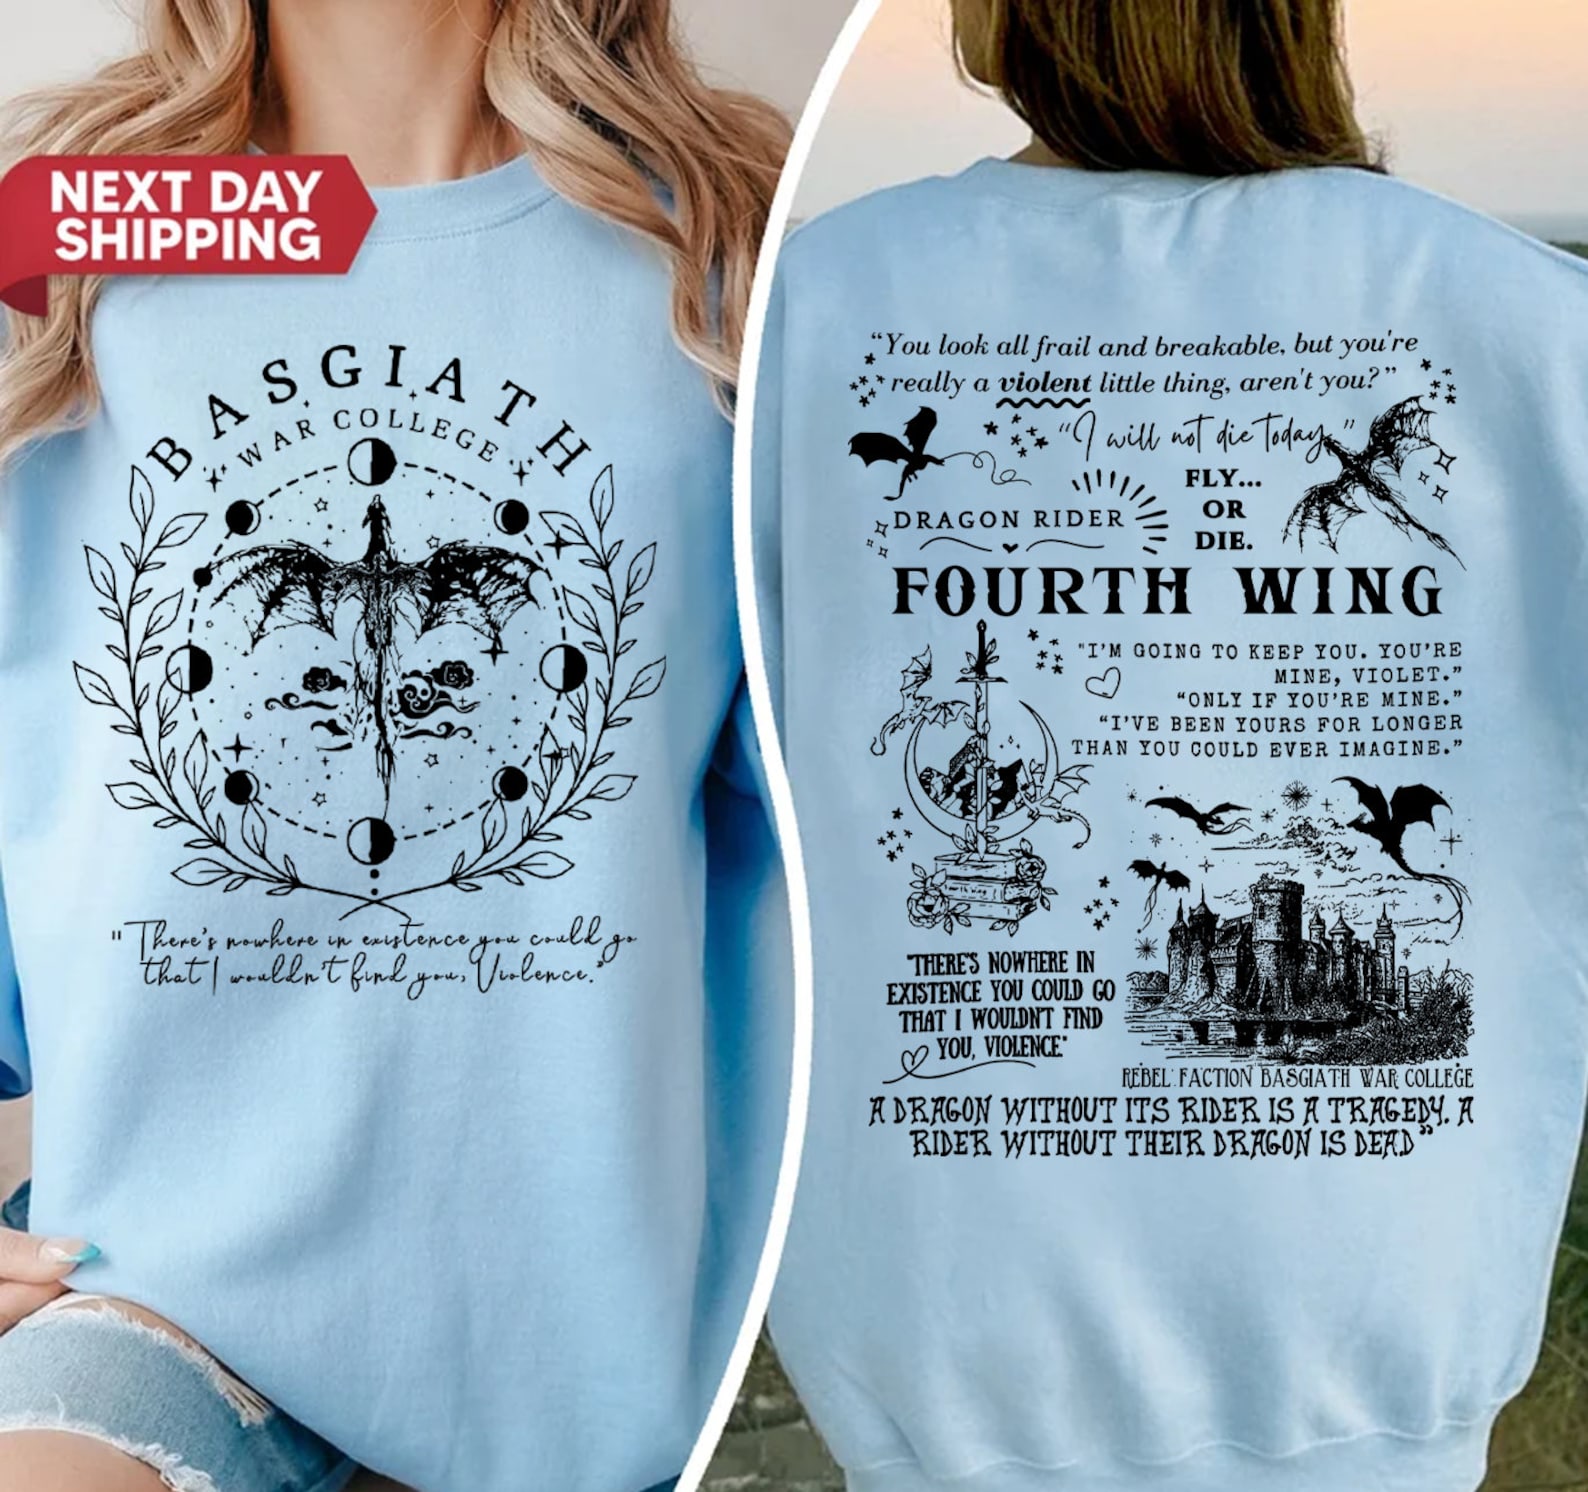 NEXT DAY
SHIPPING
BASGIATH
WAR COLLEGE
"There's nowhere in existence you could go
that I wouldn't find you, Violence."
"You look all frail and breakable, but you're
really a violent little thing, aren't you?"
"I will not die today."
DRAGON RIDER
FLY...
OR
DIE.
FOURTH WING
"I'M GOING TO KEEP YOU. YOU'RE
MINE, VIOLET."
"ONLY IF YOU'RE MINE."
"I'VE BEEN YOURS FOR LONGER
THAN YOU COULD EVER IMAGINE."
"THERE'S NOWHERE IN
EXISTENCE YOU COULD GO
THAT I WOULDN'T FIND
YOU, VIOLENCE."
REBEL FACTION BASGIATH WAR COLLEGE
A DRAGON WITHOUT ITS RIDER IS A TRAGEDY. A
RIDER WITHOUT THEIR DRAGON IS DEAD"